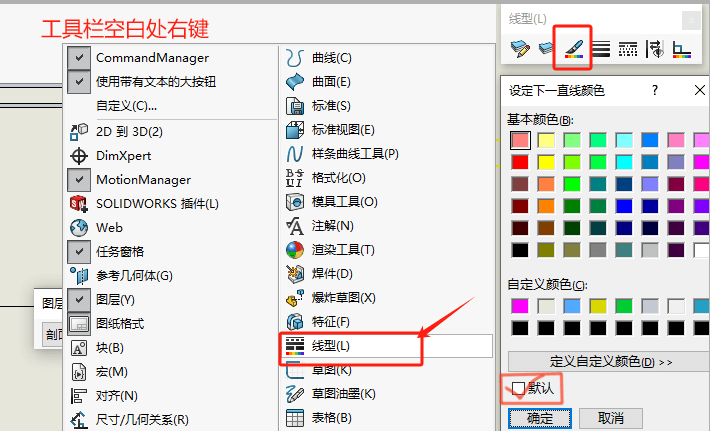 工具栏空白处右键
CommandManager
使用带有文本的大按钮
自定义(C)...
2D 到 3D(2)
DimXpert
MotionManager
SOLIDWORKS 插件(L)
Web
任务窗格
参考几何体(G)
图层(Y)
图纸格式
块(B)
宏(M)
对齐(N)
尺寸/几何关系(R)
曲线(C)
曲面(E)
标准(S)
标准视图(E)
样条曲线工具(P)
格式化(O)
模具工具(O)
注解(N)
渲染工具(T)
焊件(D)
爆炸草图(X)
特征(F)
线型(L)
草图(K)
草图油墨(K)
表格(B)
图层
剖面
线型(L)
设定下一直线颜色
?
基本颜色(B):
自定义颜色(C):
定义自定义颜色(D) >>
默认
确定
取消